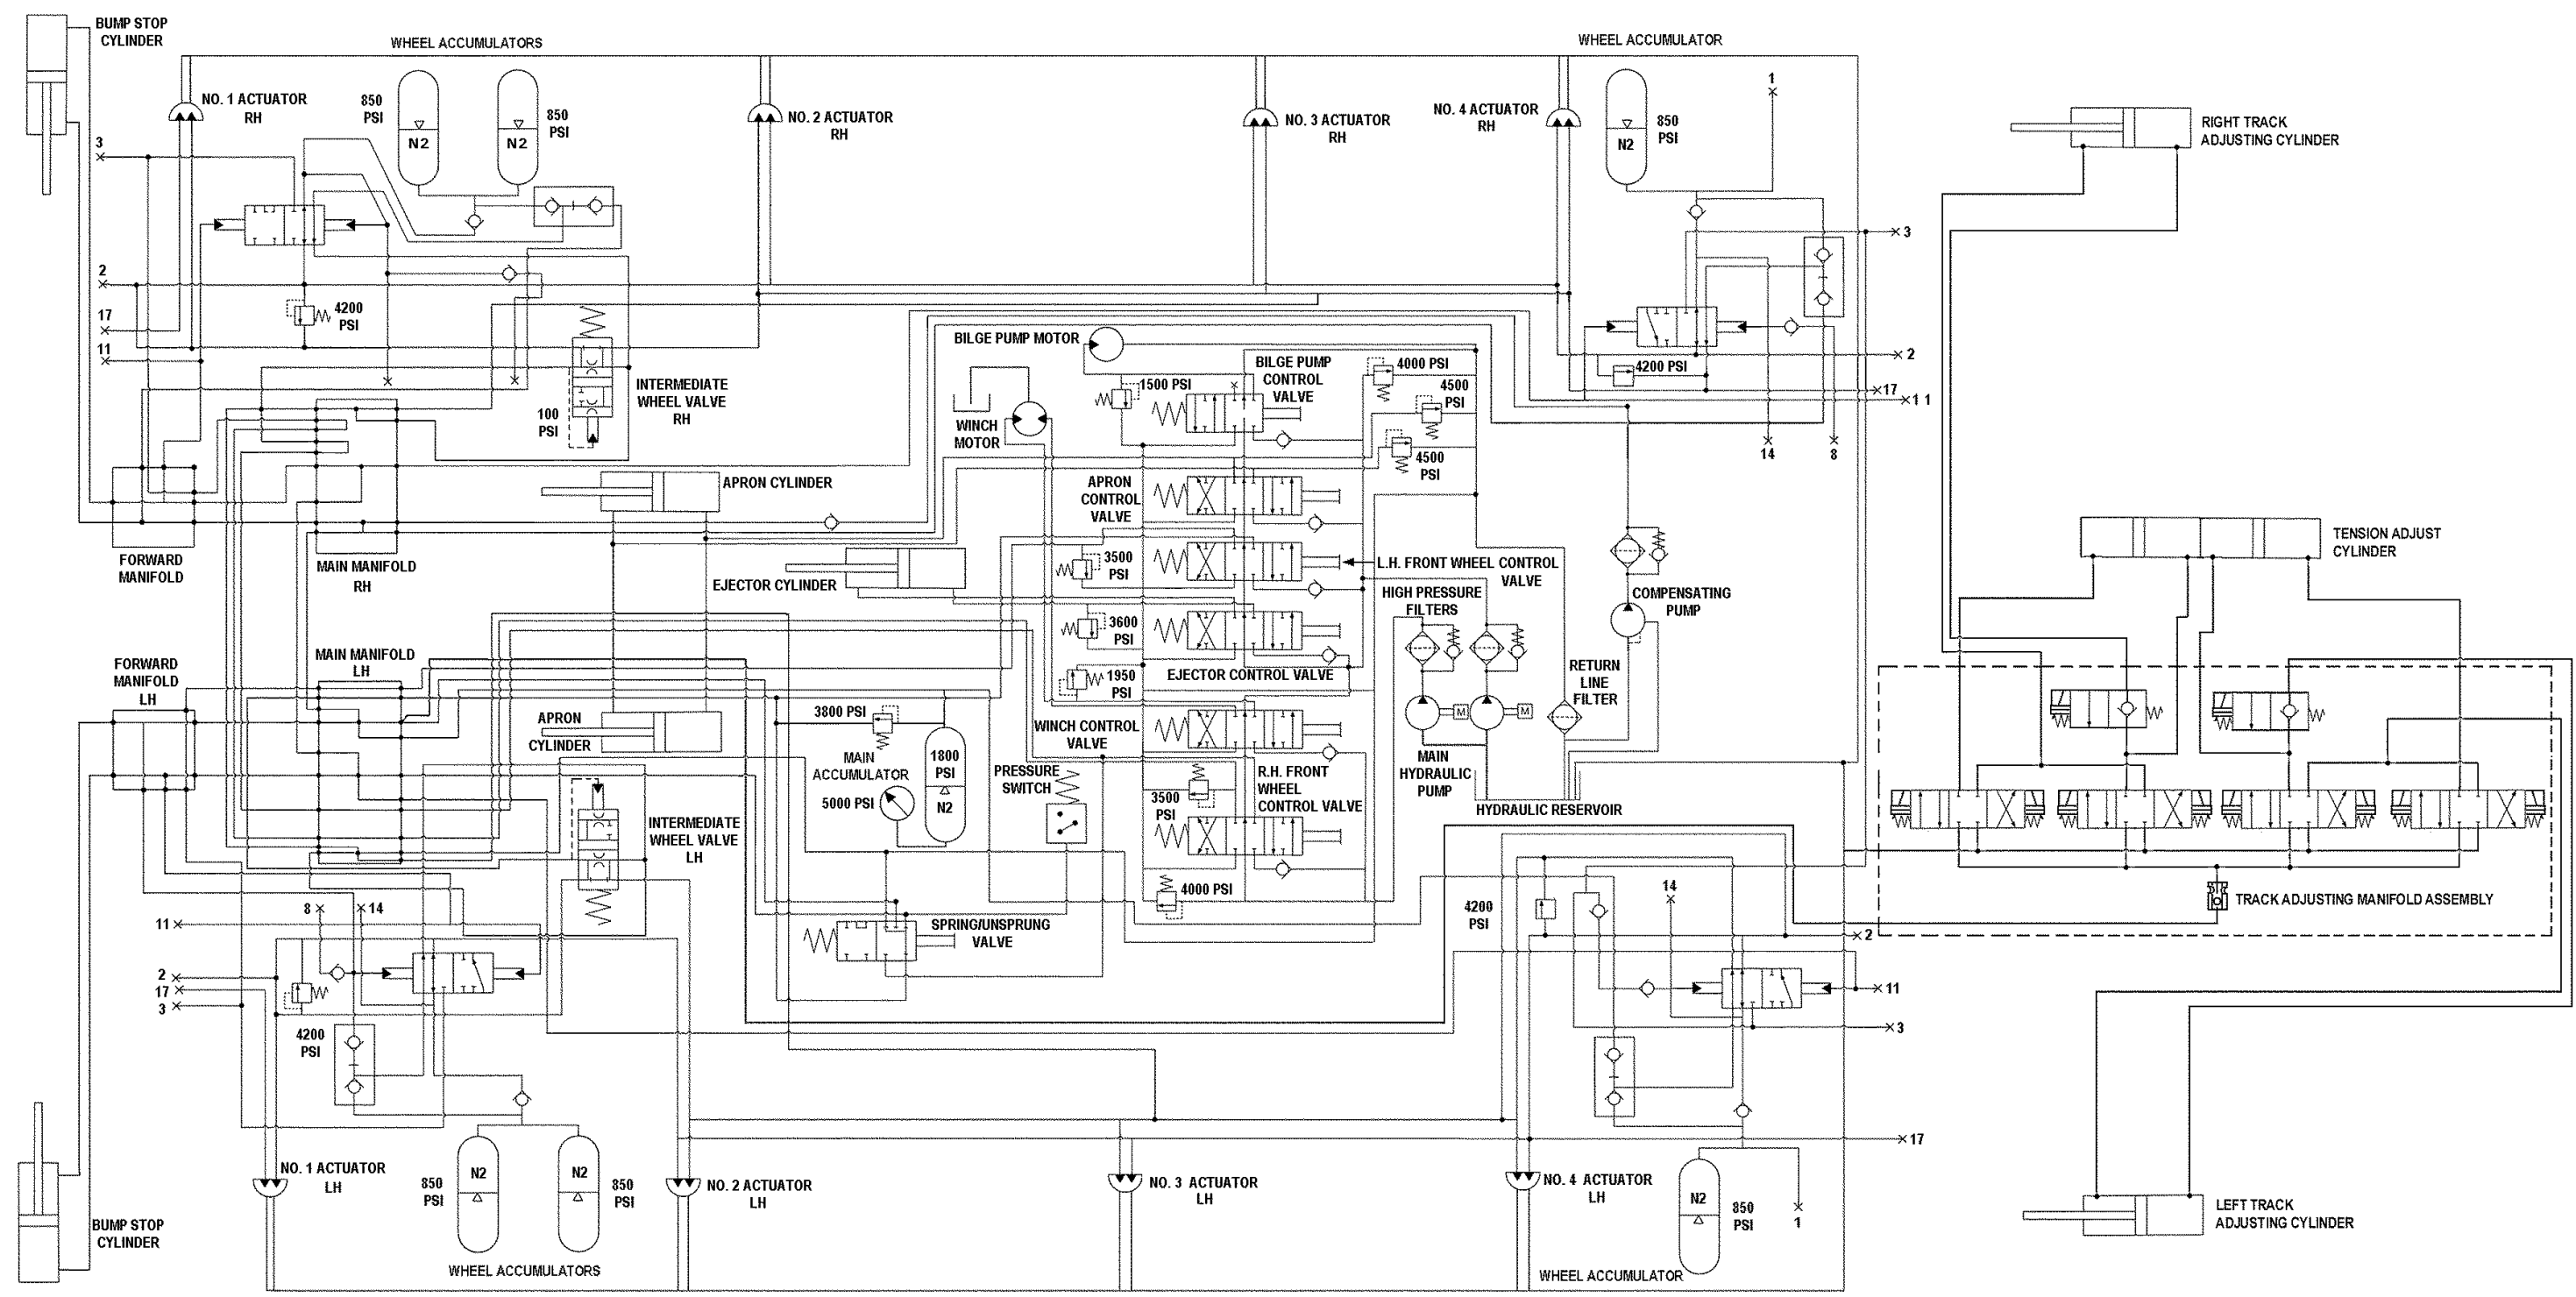 BUMP STOP
CYLINDER
WHEEL ACCUMULATORS
WHEEL ACCUMULATOR
NO. 1 ACTUATOR
RH
850
PSI
N2
N2
850
PSI
NO. 2 ACTUATOR
RH
NO. 3 ACTUATOR
RH
NO. 4 ACTUATOR
RH
N2
850
PSI
1
RIGHT TRACK
ADJUSTING CYLINDER
3
2
17
11
4200
PSI
3
2
17
11
4200 PSI
14
8
INTERMEDIATE
WHEEL VALVE
RH
100
PSI
BILGE PUMP MOTOR
WINCH
MOTOR
1500 PSI
BILGE PUMP
CONTROL
VALVE
4000 PSI
4500
PSI
4500
PSI
FORWARD
MANIFOLD
MAIN MANIFOLD
RH
APRON CYLINDER
APRON
CONTROL
VALVE
EJECTOR CYLINDER
3500
PSI
L.H. FRONT WHEEL CONTROL
VALVE
HIGH PRESSURE
FILTERS
COMPENSATING
PUMP
TENSION ADJUST
CYLINDER
3600
PSI
EJECTOR CONTROL VALVE
1950
PSI
RETURN
LINE
FILTER
FORWARD
MANIFOLD
LH
MAIN MANIFOLD
LH
APRON
CYLINDER
3800 PSI
MAIN
ACCUMULATOR
5000 PSI
1800
PSI
N2
PRESSURE
SWITCH
WINCH CONTROL
VALVE
M
M
MAIN
HYDRAULIC
PUMP
HYDRAULIC RESERVOIR
R.H. FRONT
WHEEL
CONTROL VALVE
3500
PSI
INTERMEDIATE
WHEEL VALVE
LH
4000 PSI
SPRING/UNSPRUNG
VALVE
TRACK ADJUSTING MANIFOLD ASSEMBLY
8
14
11
2
17
3
4200
PSI
4200
PSI
14
2
11
3
17
NO. 1 ACTUATOR
LH
850
PSI
N2
N2
850
PSI
NO. 2 ACTUATOR
LH
NO. 3 ACTUATOR
LH
NO. 4 ACTUATOR
LH
N2
850
PSI
1
LEFT TRACK
ADJUSTING CYLINDER
BUMP STOP
CYLINDER
WHEEL ACCUMULATORS
WHEEL ACCUMULATOR